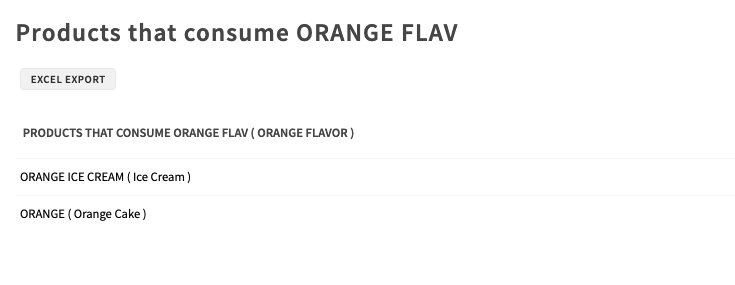 Products that consume ORANGE FLAV
EXCEL EXPORT
PRODUCTS THAT CONSUME ORANGE FLAV ( ORANGE FLAVOR )
ORANGE ICE CREAM ( Ice Cream )
ORANGE ( Orange Cake )